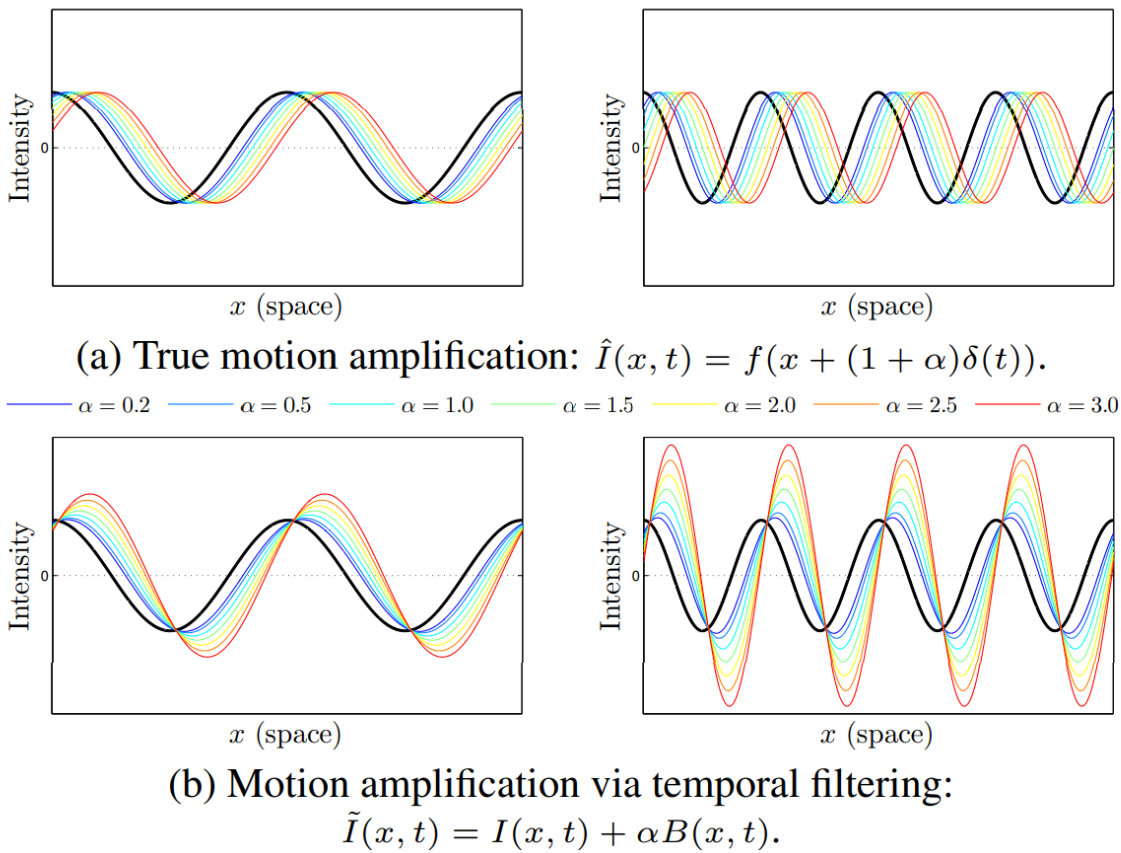 Intensity
0
x (space)
Intensity
0
x (space)
(a) True motion amplification: Î(x, t) = f(x + (1 + α)δ(t)).
α = 0.2 α = 0.5 α = 1.0 α = 1.5 α = 2.0 α = 2.5 α = 3.0
Intensity
0
x (space)
Intensity
0
x (space)
(b) Motion amplification via temporal filtering:
Ĩ(x, t) = I(x, t) + αB(x, t).